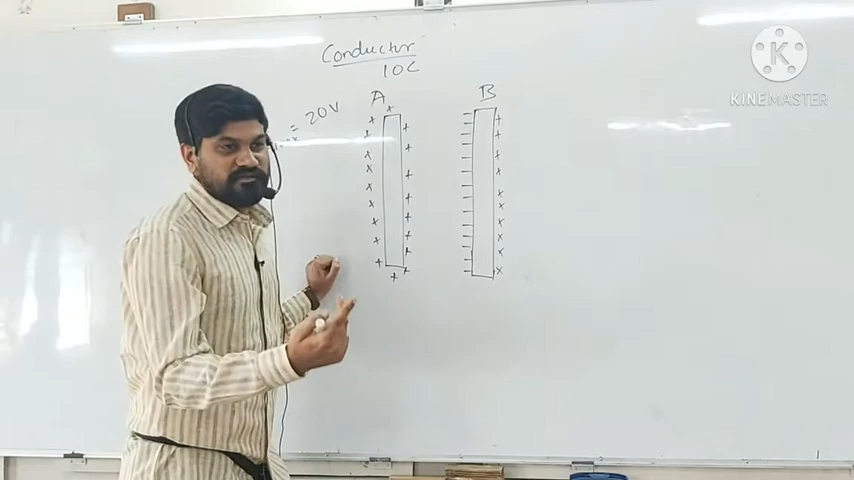 Conductor
10C
= 20V
A
B
K
KINEMASTER